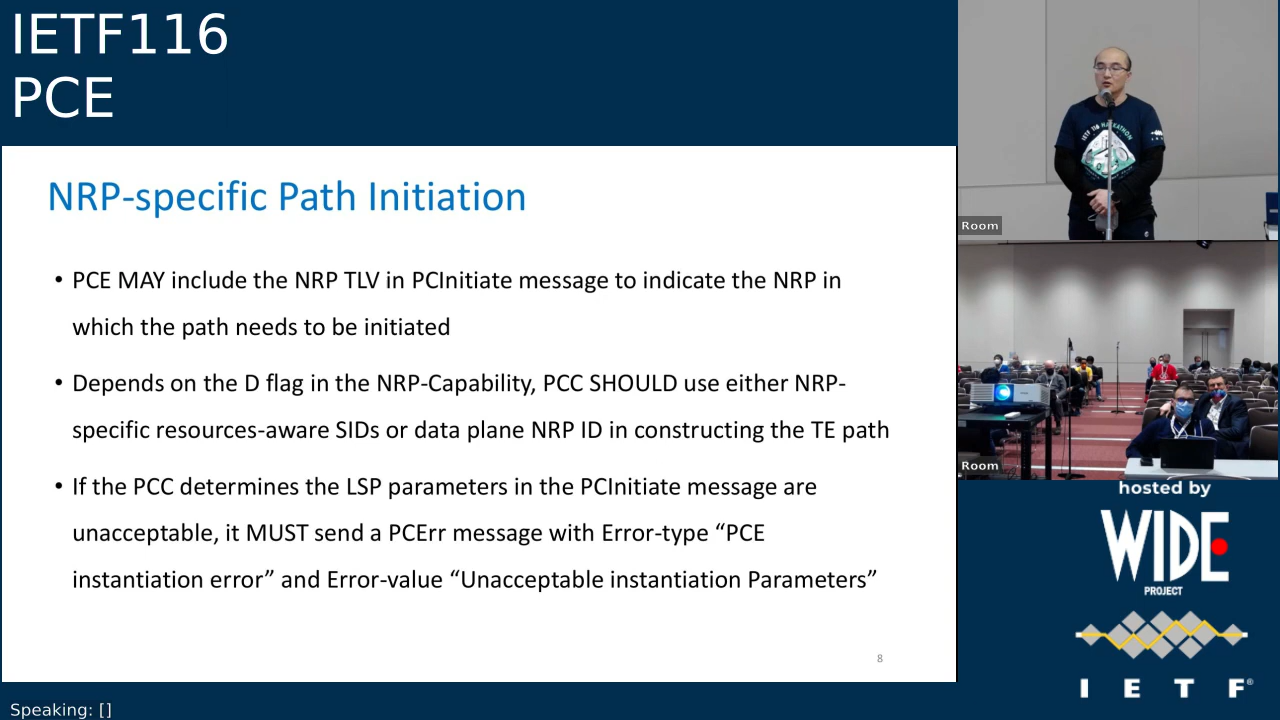 IETF116
PCE
NRP-specific Path Initiation
• PCE MAY include the NRP TLV in PCInitiate message to indicate the NRP in
which the path needs to be initiated
• Depends on the D flag in the NRP-Capability, PCC SHOULD use either NRP-
specific resources-aware SIDs or data plane NRP ID in constructing the TE path
• If the PCC determines the LSP parameters in the PCInitiate message are
unacceptable, it MUST send a PCErr message with Error-type “PCE
instantiation error” and Error-value “Unacceptable instantiation Parameters”
8
Speaking: []
IETF 116 HACKATHON
Room
Room
hosted by
WIDE
PROJECT
I E T F®